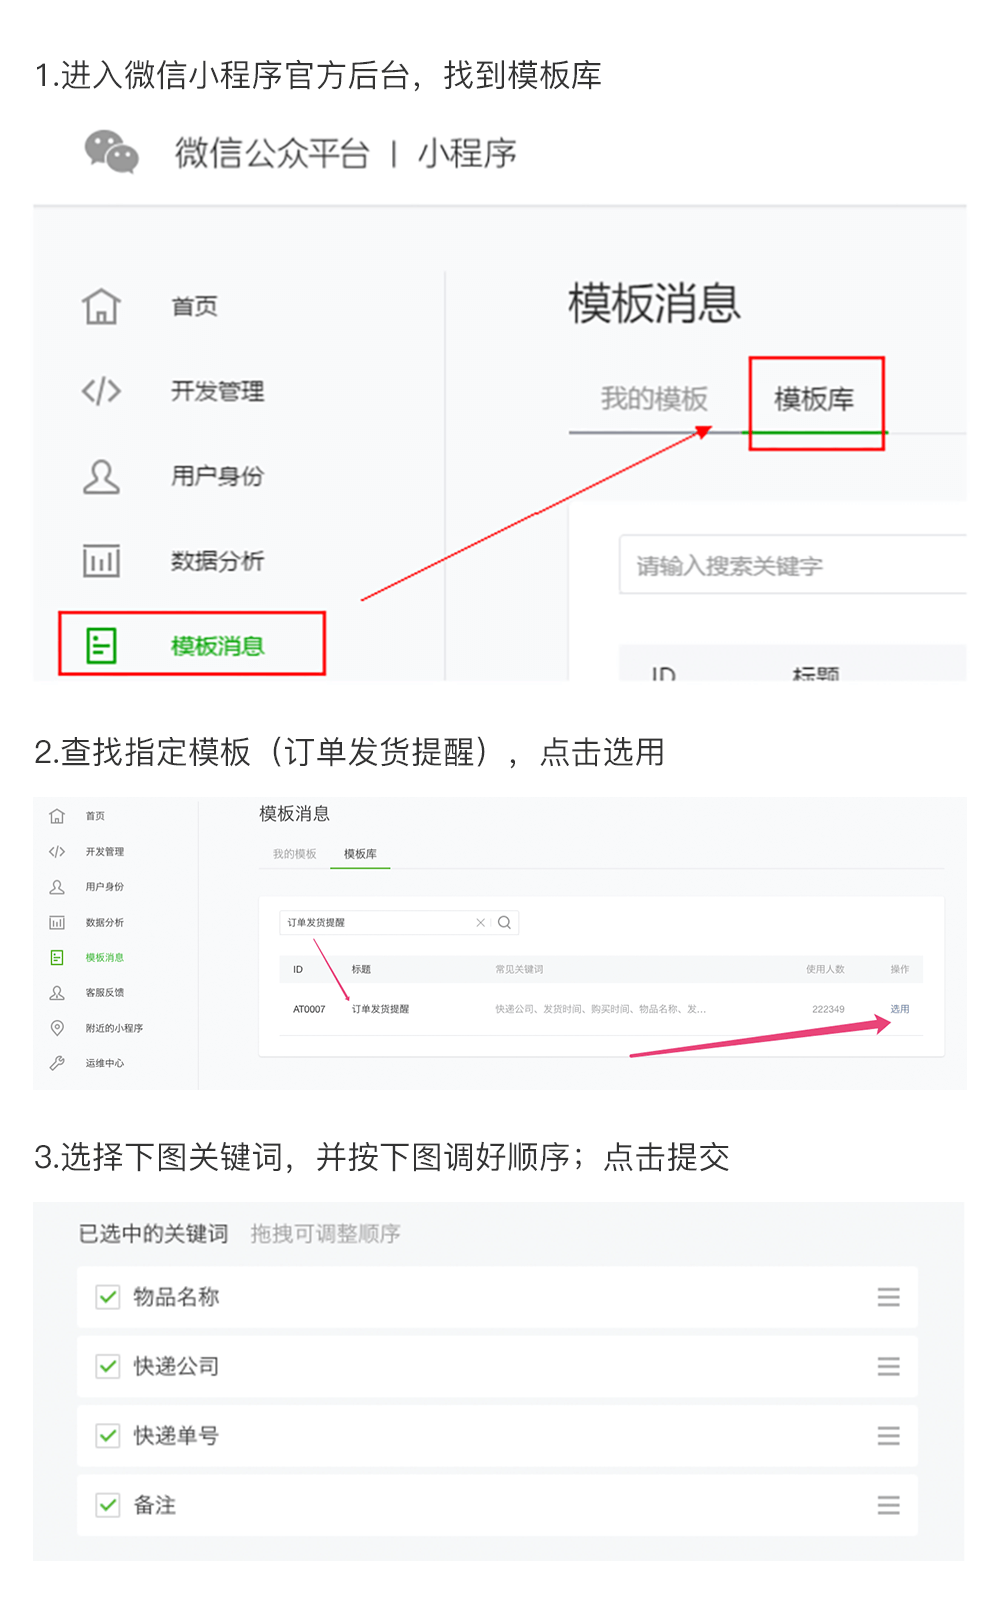 1.进入微信小程序官方后台，找到模板库
微信公众平台 | 小程序
首页
开发管理
用户身份
数据分析
模板消息
模板消息
我的模板 模板库
请输入搜索关键字
ID 标题
2.查找指定模板（订单发货提醒），点击选用
首页
开发管理
用户身份
数据分析
模板消息
客服反馈
附近的小程序
运维中心
模板消息
我的模板 模板库
订单发货提醒
ID 标题 常见关键词 使用人数 操作
AT0007 订单发货提醒 快递公司、发货时间、购买时间、物品名称、发... 222349 选用
3.选择下图关键词，并按下图调好顺序；点击提交
已选中的关键词 拖拽可调整顺序
物品名称
快递公司
快递单号
备注